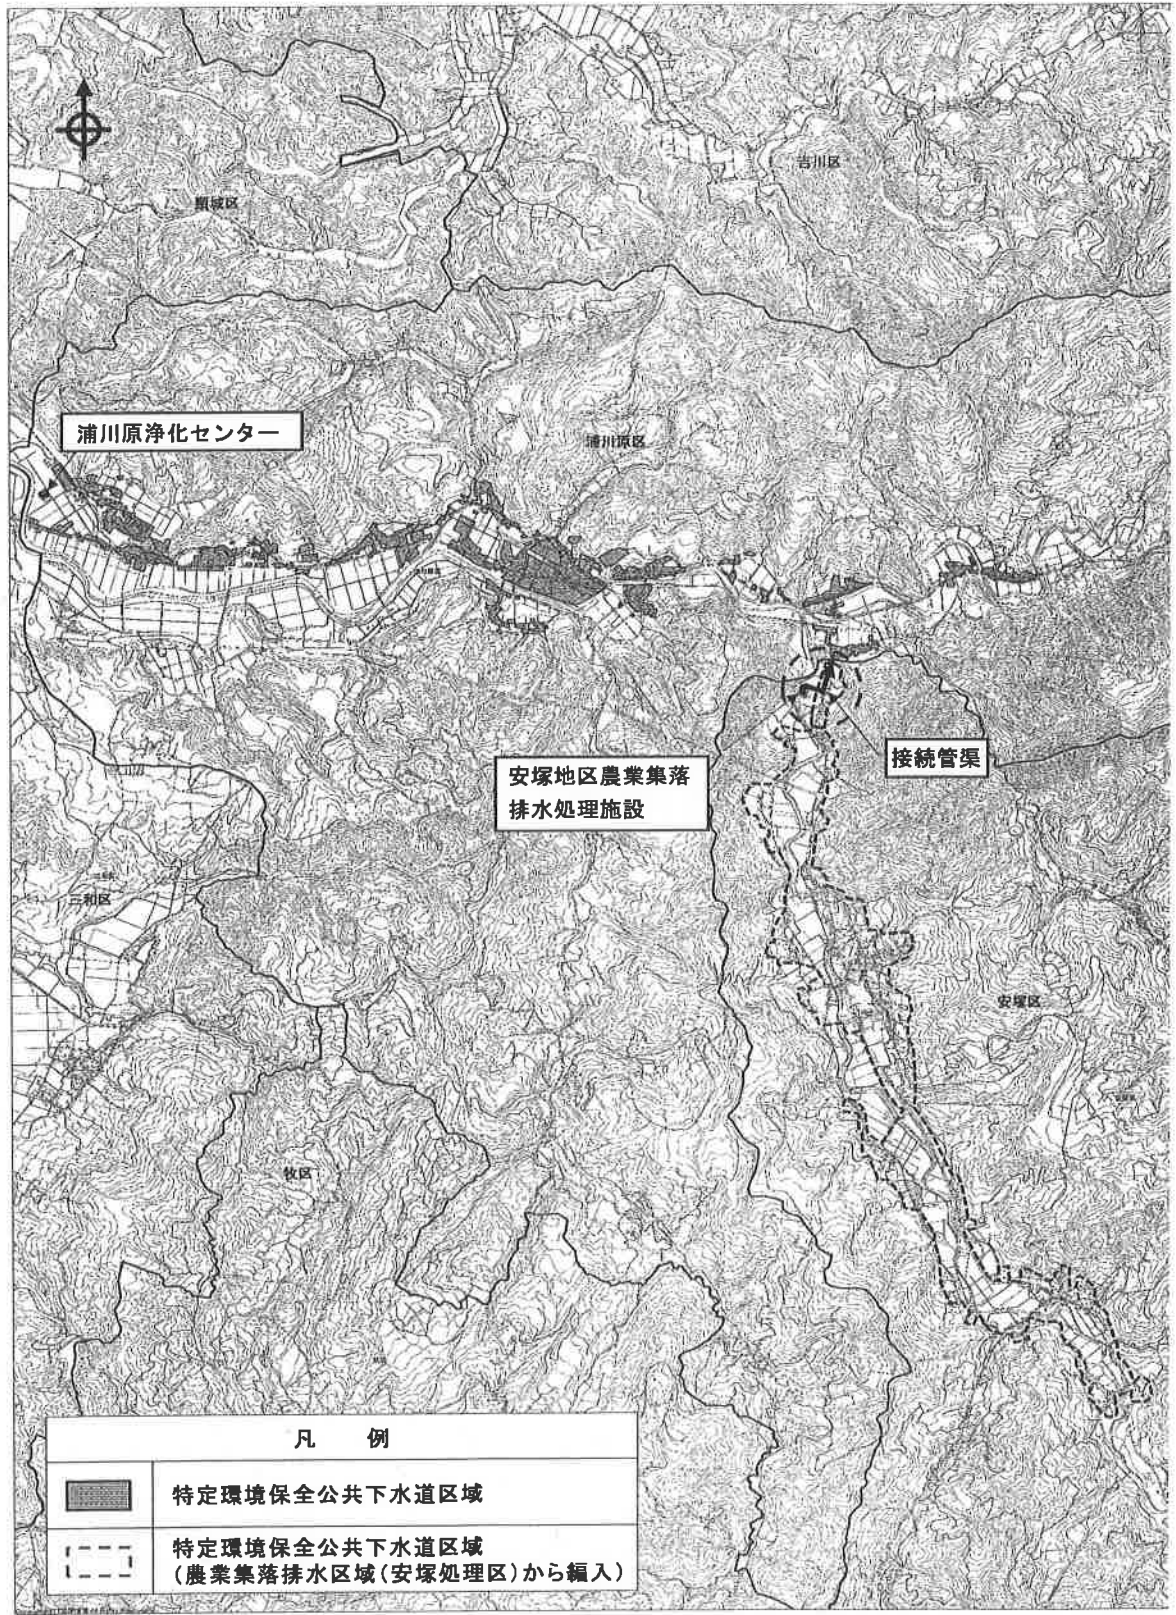 頸城区
吉川区
浦川原浄化センター
浦川原区
接続管渠
安塚地区農業集落
排水処理施設
三和区
安塚区
牧区
凡 例
特定環境保全公共下水道区域
特定環境保全公共下水道区域
(農業集落排水区域(安塚処理区)から編入)